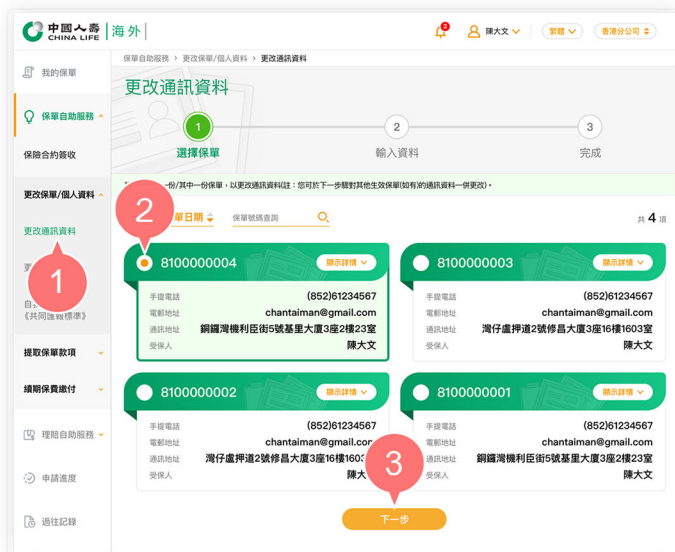 中國人壽 CHINA LIFE 海外
3
陳大文
繁體
香港分公司
保單自助服務 › 更改保單/個人資料 › 更改通訊資料
我的保單
保單自助服務
保險合約簽收
更改保單/個人資料
更改通訊資料
更
自
《共同匯報標準》
提取保單款項
續期保費繳付
理賠自助服務
申請進度
過往記錄
更改通訊資料
1
2
3
選擇保單
輸入資料
完成
一份/其中一份保單，以更改通訊資料(註：您可於下一步驟對其他生效保單(如有)的通訊資料一併更改)。
單日期
保單號碼查詢
共 4 項
8100000004
顯示詳情
手提電話 (852)61234567
電郵地址 chantaiman@gmail.com
通訊地址 銅鑼灣機利臣街5號基里大廈3座2樓23室
受保人 陳大文
8100000003
顯示詳情
手提電話 (852)61234567
電郵地址 chantaiman@gmail.com
通訊地址 灣仔盧押道2號修昌大廈3座16樓1603室
受保人 陳大文
8100000002
顯示詳情
手提電話 (852)61234567
電郵地址 chantaiman@gmail.com
通訊地址 灣仔盧押道2號修昌大廈3座16樓160
受保人 陳大
8100000001
顯示詳情
手提電話 (852)61234567
電郵地址 chantaiman@gmail.com
通訊地址 銅鑼灣機利臣街5號基里大廈3座2樓23室
受保人 陳大文
下一步
1
2
3